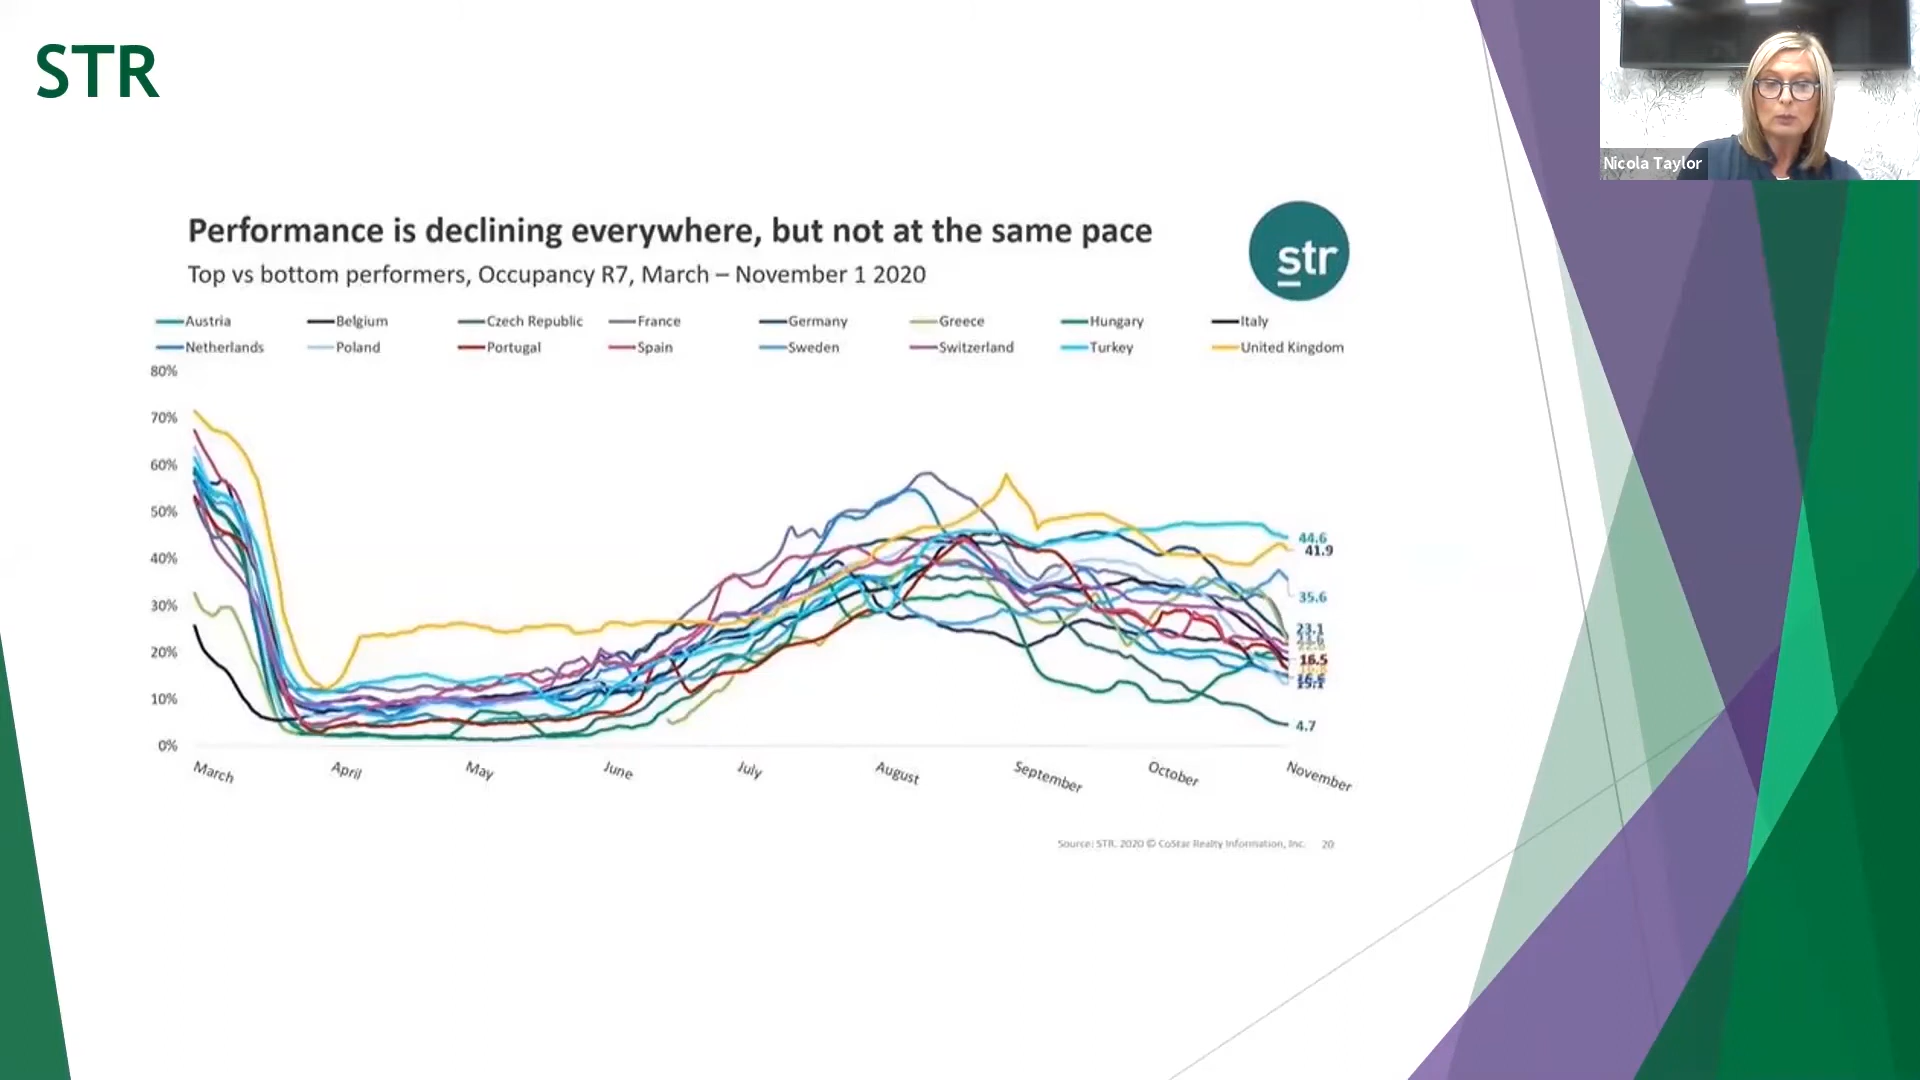 STR
Nicola Taylor
Performance is declining everywhere, but not at the same pace
Top vs bottom performers, Occupancy R7, March – November 1 2020
str
Austria Belgium Czech Republic France Germany Greece Hungary Italy
Netherlands Poland Portugal Spain Sweden Switzerland Turkey United Kingdom
80%
70%
60%
50%
40%
30%
20%
10%
0%
44.6
41.9
35.6
23.1
16.5
4.7
March April May June July August September October November
Source: STR. 2020 © CoStar Realty Information, Inc. 20